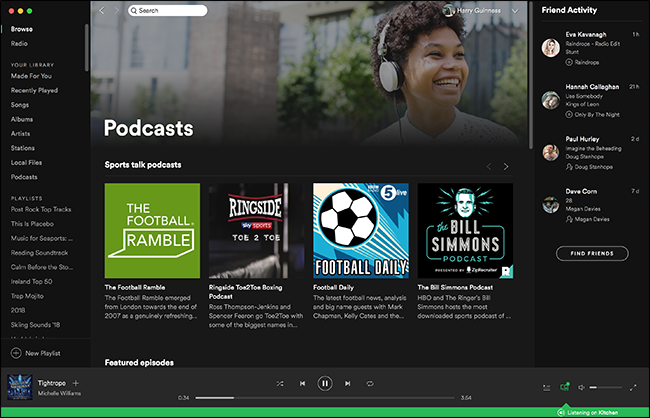 Browse
Radio
YOUR LIBRARY
Made For You
Recently Played
Songs
Albums
Artists
Stations
Local Files
Podcasts
PLAYLISTS
Post Rock Top Tracks
This Is Placebo
Music for Seaports: ...
Reading Soundtrack
Calm Before the Sto...
Ireland Top 50
Trap Mojito
2018
Skiing Sounds '18
New Playlist
Search
Harry Guinness
Podcasts
Sports talk podcasts
THE
FOOTBALL
RAMBLE
RINGSIDE
sky sports
TOE 2 TOE
BBC
RADIO
5 live
FOOTBALL DAILY
the
BILL
SIMMONS
PODCAST
PRESENTED BY ZipRecruiter
The Football Ramble
The Football Ramble emerged
from London towards the end of
2007 as a genuinely refreshing...
Ringside Toe2Toe Boxing
Podcast
Ross Thompson-Jenkins and
Spencer Fearon go Toe2Toe with
some of the biggest names in...
Football Daily
The latest football news, analysis
and big name guests with Mark
Chapman, Kelly Cates and the...
The Bill Simmons Podcast
HBO and The Ringer's Bill
Simmons hosts the most
downloaded sports podcast of...
Featured episodes
Friend Activity
Eva Kavanagh 1 h
Raindrops - Radio Edit
Stunt
Raindrops
Hannah Callaghan 21 h
Use Somebody
Kings of Leon
Only By The Night
Paul Hurley 2 d
Imagine the Beheading
Doug Stanhope
Doug Stanhope
Dave Corn 7 d
28
Megan Davies
Megan Davies
FIND FRIENDS
Tightrope
Michelle Williams
0:34
3:54
Listening on Kitchen